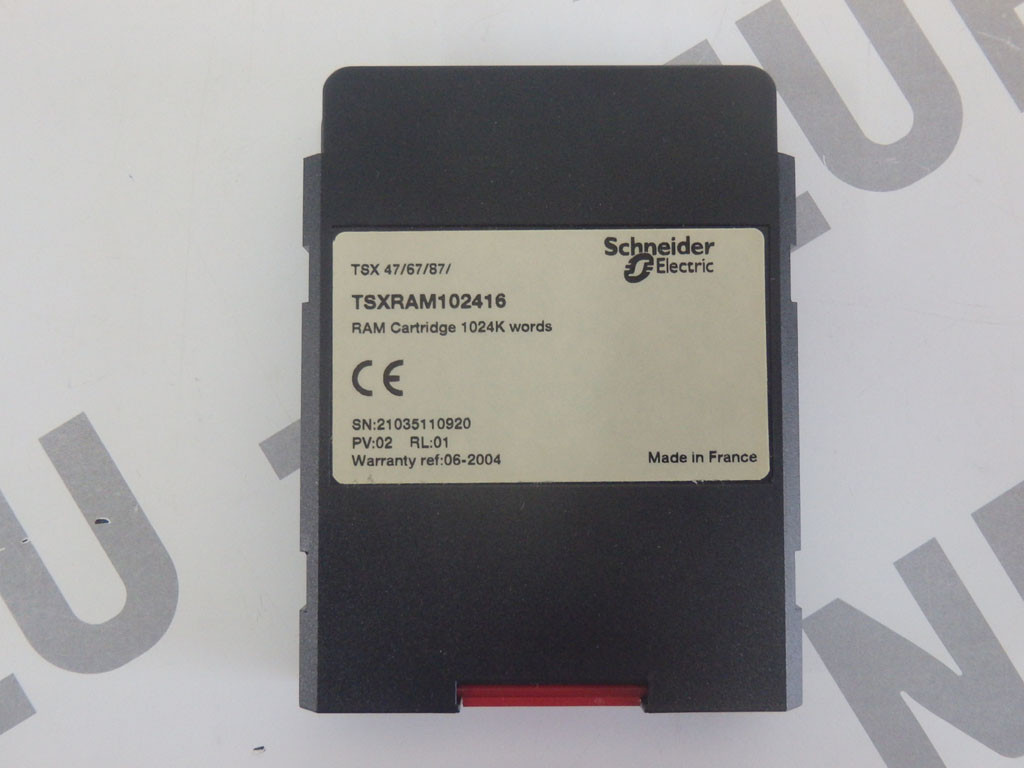 TSX 47/67/87/
Schneider
Electric
TSXRAM102416
RAM Cartridge 1024K words
CE
SN:21035110920
PV:02 RL:01
Warranty ref:06-2004
Made in France